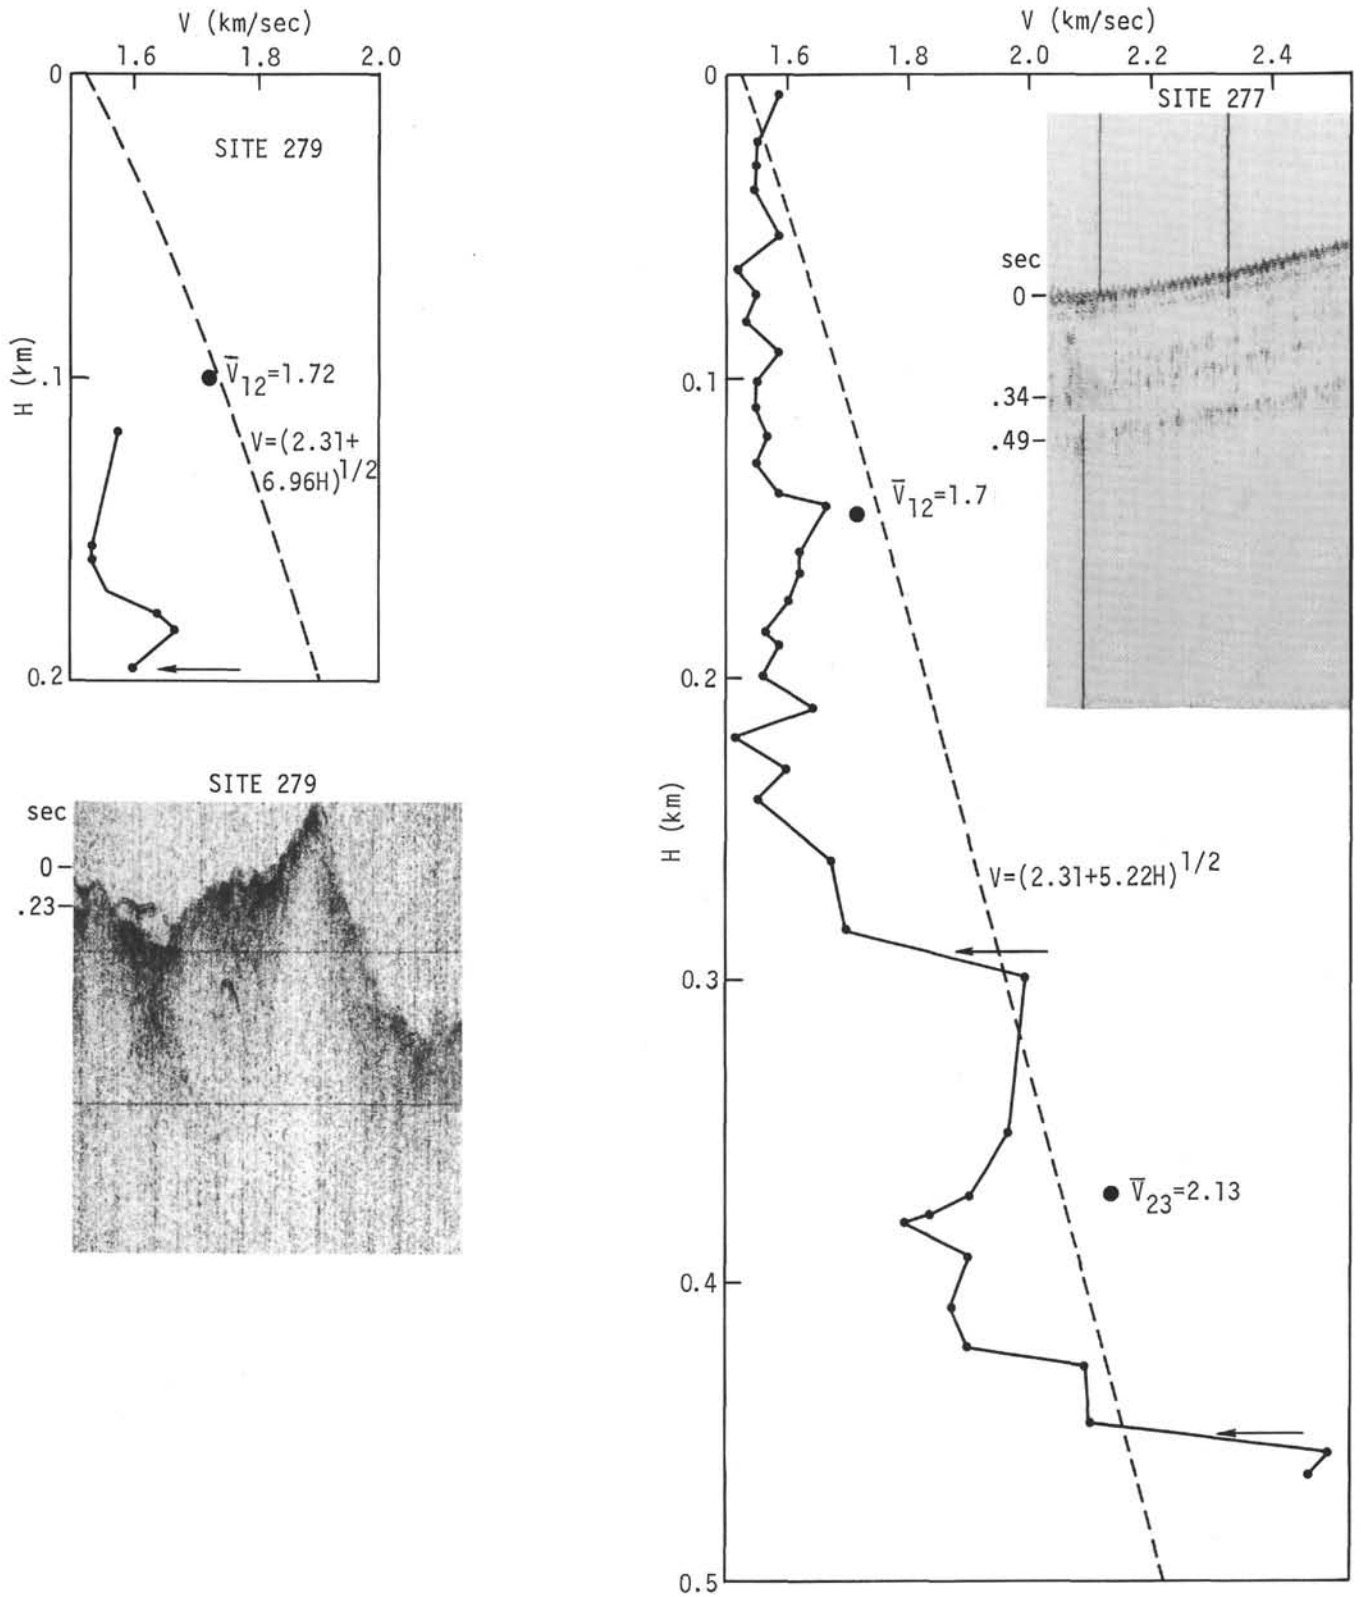 V (km/sec)
1.6 1.8 2.0
0
SITE 279
.1
H (km)
V̄12=1.72
V=(2.31+
6.96H)1/2
0.2
SITE 279
sec
0
.23
V (km/sec)
1.6 1.8 2.0 2.2 2.4
0
SITE 277
sec
0
.34
.49
0.1
V̄12=1.7
0.2
H (km)
V=(2.31+5.22H)1/2
0.3
V̄23=2.13
0.4
0.5